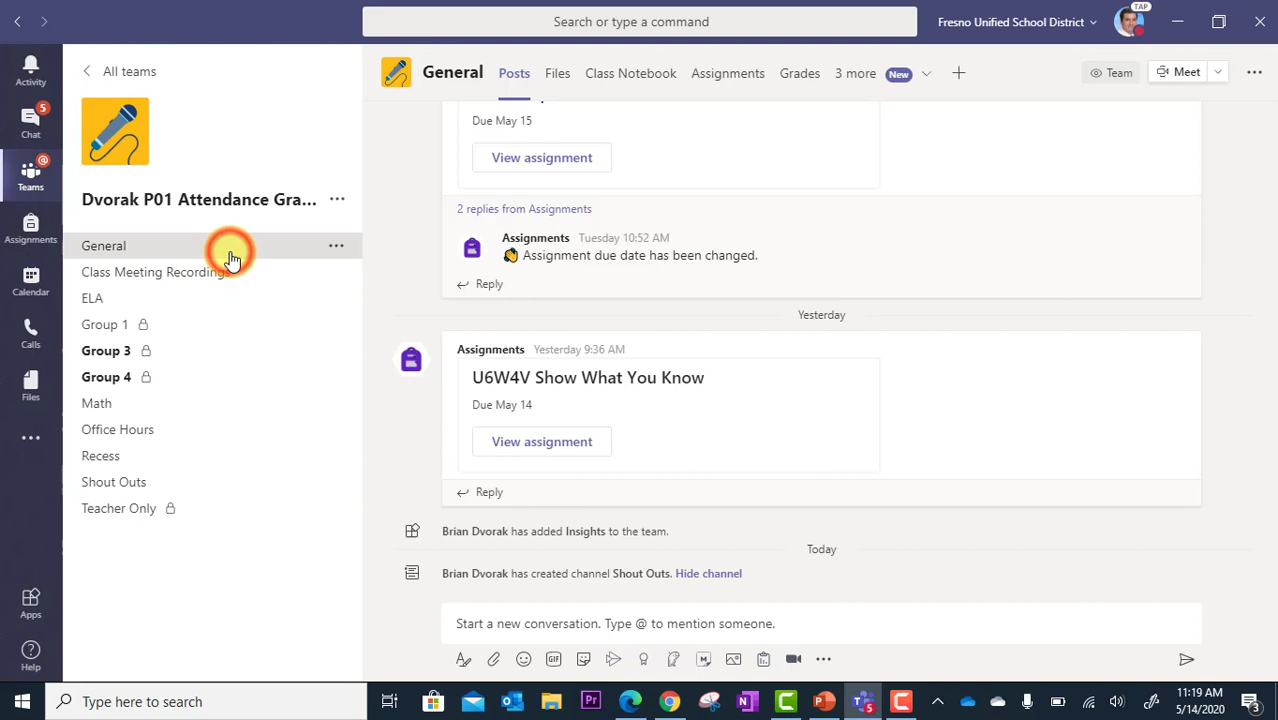 Search or type a command
Fresno Unified School District
TAP
Activity
Chat
5
Teams
@
Assignments
Calendar
Calls
Files
Apps
Help
All teams
Dvorak P01 Attendance Gra...
General
Class Meeting Recordings
ELA
Group 1
Group 3
Group 4
Math
Office Hours
Recess
Shout Outs
Teacher Only
General Posts Files Class Notebook Assignments Grades 3 more New
Team
Meet
Due May 15
View assignment
2 replies from Assignments
Assignments Tuesday 10:52 AM
Assignment due date has been changed.
Reply
Yesterday
Assignments Yesterday 9:36 AM
U6W4V Show What You Know
Due May 14
View assignment
Reply
Brian Dvorak has added Insights to the team.
Today
Brian Dvorak has created channel Shout Outs. Hide channel
Start a new conversation. Type @ to mention someone.
GIF
Type here to search
Pr
5
11:19 AM
5/14/2020
3